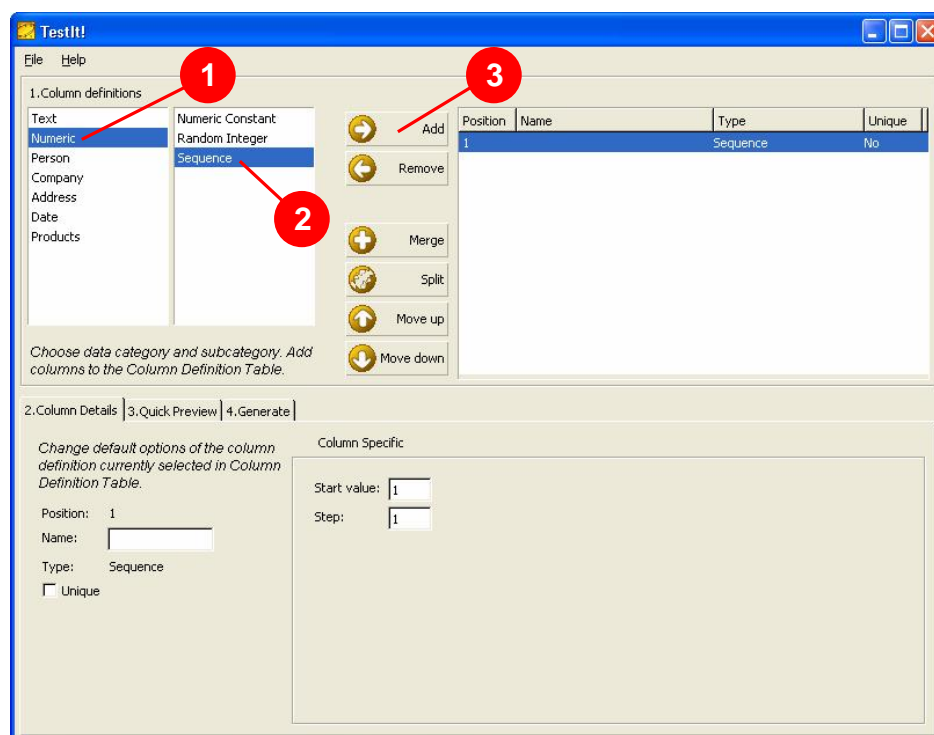 TestIt!
File Help
1
3
1.Column definitions
Text
Numeric
Person
Company
Address
Date
Products
Numeric Constant
Random Integer
Sequence
2
Add
Remove
Merge
Split
Move up
Move down
Position Name Type Unique
1 Sequence No
Choose data category and subcategory. Add
columns to the Column Definition Table.
2.Column Details 3.Quick Preview 4.Generate
Change default options of the column
definition currently selected in Column
Definition Table.
Position: 1
Name:
Type: Sequence
Unique
Column Specific
Start value: 1
Step: 1